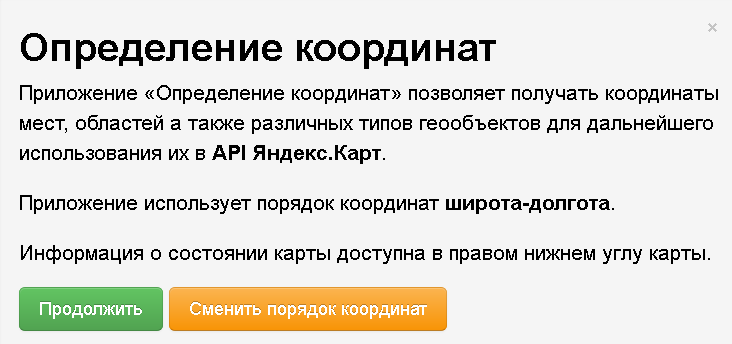 ×
Определение координат
Приложение «Определение координат» позволяет получать координаты
мест, областей а также различных типов геообъектов для дальнейшего
использования их в API Яндекс.Карт.
Приложение использует порядок координат широта-долгота.
Информация о состоянии карты доступна в правом нижнем углу карты.
Продолжить Сменить порядок координат